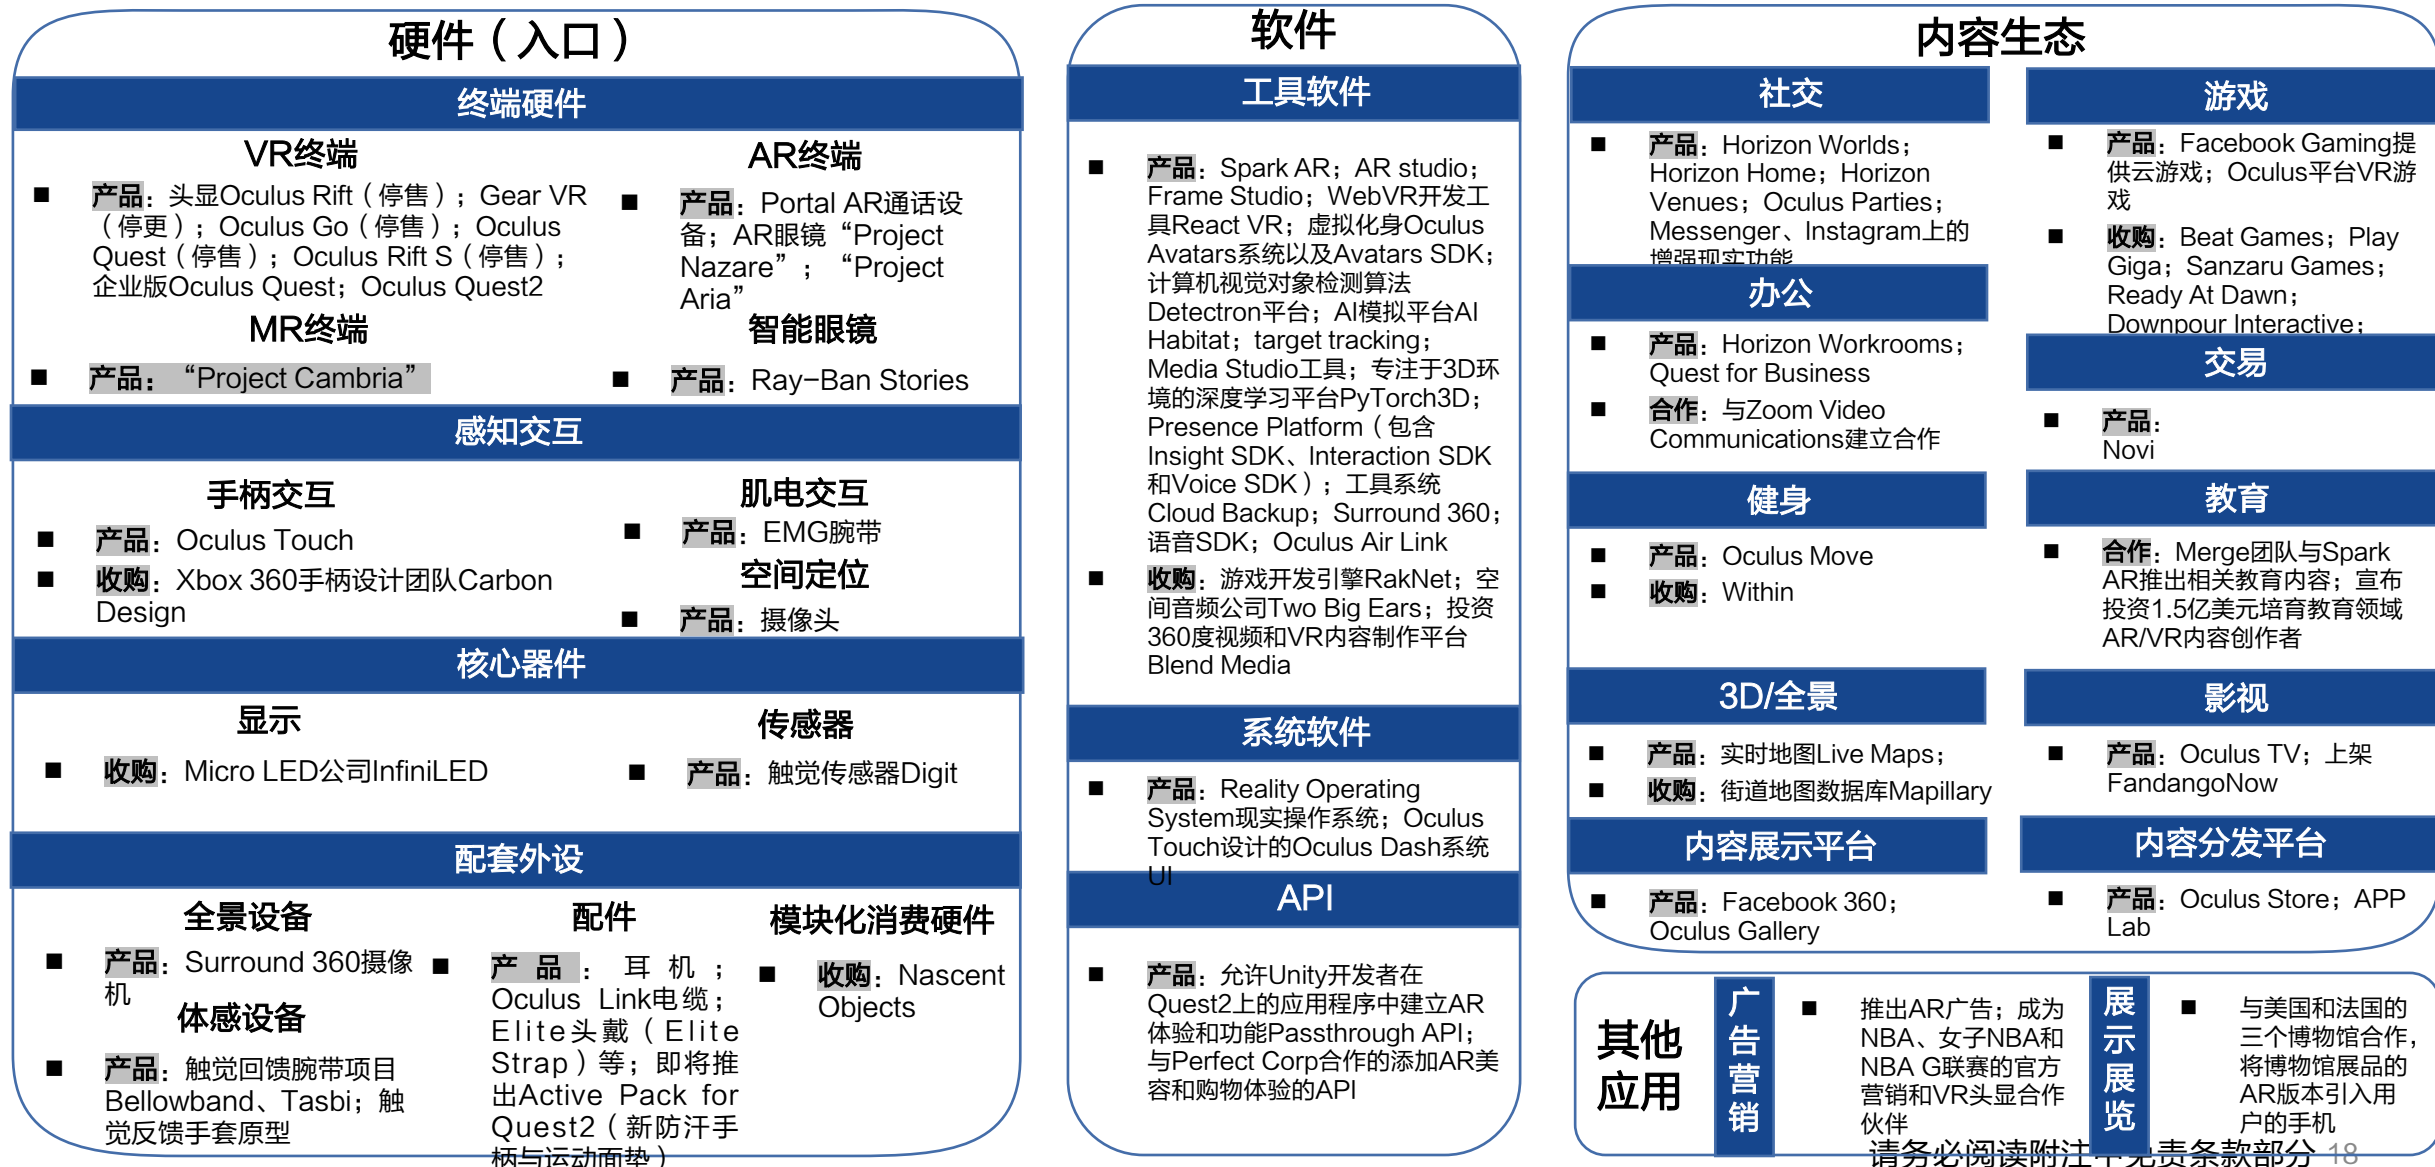 硬件（入口）
终端硬件
VR终端
■ 产品：头显Oculus Rift（停售）；Gear VR
（停更）；Oculus Go（停售）；Oculus
Quest（停售）；Oculus Rift S（停售）；
企业版Oculus Quest；Oculus Quest2
AR终端
■ 产品：Portal AR通话设
备；AR眼镜“Project
Nazare”；“Project
Aria”
MR终端
■ 产品：“Project Cambria”
智能眼镜
■ 产品：Ray-Ban Stories
感知交互
手柄交互
■ 产品：Oculus Touch
■ 收购：Xbox 360手柄设计团队Carbon
Design
肌电交互
■ 产品：EMG腕带
空间定位
■ 产品：摄像头
核心器件
显示
■ 收购：Micro LED公司InfiniLED
传感器
■ 产品：触觉传感器Digit
配套外设
全景设备
■ 产品：Surround 360摄像
机
体感设备
■ 产品：触觉回馈腕带项目
Bellowband、Tasbi；触
觉反馈手套原型
配件
■ 产品：耳机；
Oculus Link电缆；
Elite头戴（Elite
Strap）等；即将推
出Active Pack for
Quest2（新防汗手
柄与运动面垫）
模块化消费硬件
■ 收购：Nascent
Objects
软件
工具软件
■ 产品：Spark AR；AR studio；
Frame Studio；WebVR开发工
具React VR；虚拟化身Oculus
Avatars系统以及Avatars SDK；
计算机视觉对象检测算法
Detectron平台；AI模拟平台AI
Habitat；target tracking；
Media Studio工具；专注于3D环
境的深度学习平台PyTorch3D；
Presence Platform（包含
Insight SDK、Interaction SDK
和Voice SDK）；工具系统
Cloud Backup；Surround 360；
语音SDK；Oculus Air Link
■ 收购：游戏开发引擎RakNet；空
间音频公司Two Big Ears；投资
360度视频和VR内容制作平台
Blend Media
系统软件
■ 产品：Reality Operating
System现实操作系统；Oculus
Touch设计的Oculus Dash系统
UI
API
■ 产品：允许Unity开发者在
Quest2上的应用程序中建立AR
体验和功能Passthrough API；
与Perfect Corp合作的添加AR美
容和购物体验的API
内容生态
社交
■ 产品：Horizon Worlds；
Horizon Home；Horizon
Venues；Oculus Parties；
Messenger、Instagram上的
增强现实功能
游戏
■ 产品：Facebook Gaming提
供云游戏；Oculus平台VR游
戏
■ 收购：Beat Games；Play
Giga；Sanzaru Games；
Ready At Dawn；
Downpour Interactive；
办公
■ 产品：Horizon Workrooms；
Quest for Business
■ 合作：与Zoom Video
Communications建立合作
交易
■ 产品：
Novi
健身
■ 产品：Oculus Move
■ 收购：Within
教育
■ 合作：Merge团队与Spark
AR推出相关教育内容；宣布
投资1.5亿美元培育教育领域
AR/VR内容创作者
3D/全景
■ 产品：实时地图Live Maps；
■ 收购：街道地图数据库Mapillary
影视
■ 产品：Oculus TV；上架
FandangoNow
内容展示平台
■ 产品：Facebook 360；
Oculus Gallery
内容分发平台
■ 产品：Oculus Store；APP
Lab
其他
应用
广告营销
■ 推出AR广告；成为
NBA、女子NBA和
NBA G联赛的官方
营销和VR头显合作
伙伴
展示展览
■ 与美国和法国的
三个博物馆合作，
将博物馆展品的
AR版本引入用
户的手机
请务必阅读附注中免责条款部分 18